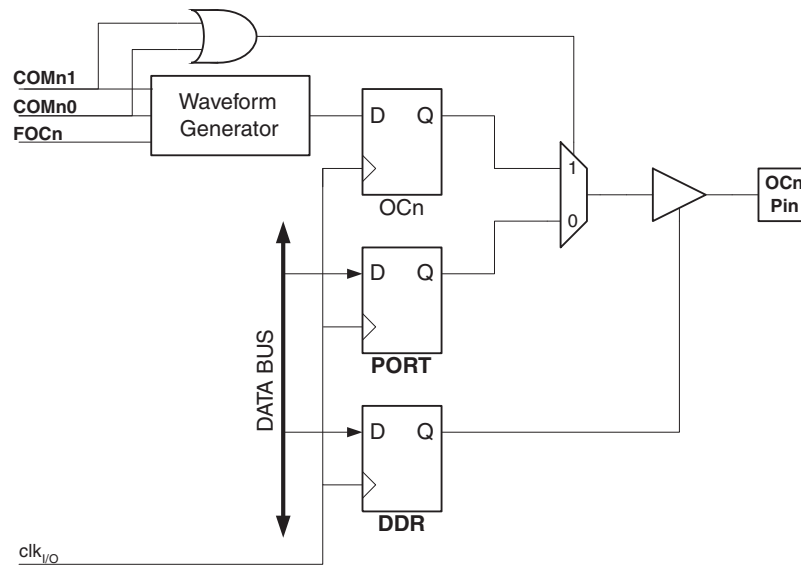 COMn1
COMn0
FOCn
Waveform
Generator
D Q
OCn
1
0
OCn
Pin
D Q
PORT
DATA BUS
D Q
DDR
clkI/O